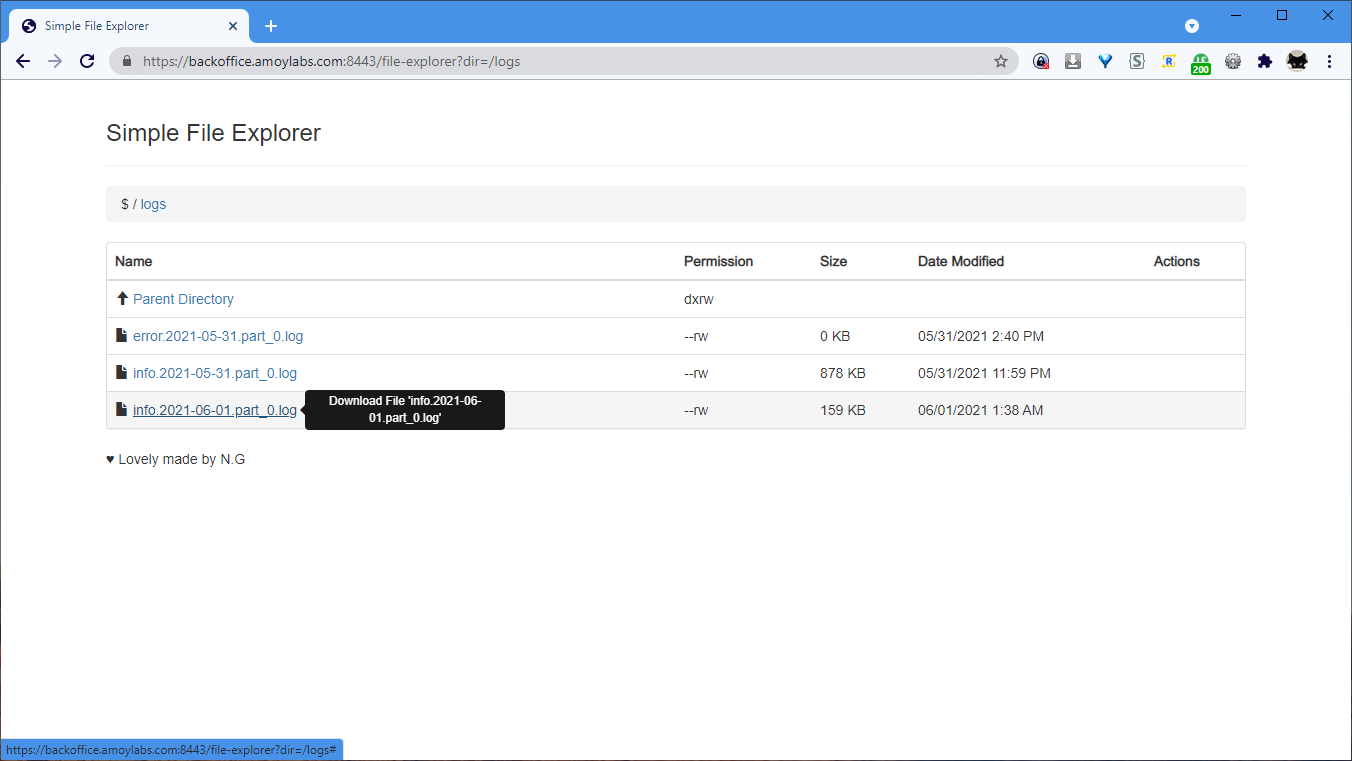 Simple File Explorer
https://backoffice.amoylabs.com:8443/file-explorer?dir=/logs
200
Simple File Explorer
$ / logs
Name Permission Size Date Modified Actions
Parent Directory dxrw
error.2021-05-31.part_0.log --rw 0 KB 05/31/2021 2:40 PM
info.2021-05-31.part_0.log --rw 878 KB 05/31/2021 11:59 PM
info.2021-06-01.part_0.log --rw 159 KB 06/01/2021 1:38 AM
Download File 'info.2021-06-
01.part_0.log'
♥ Lovely made by N.G
https://backoffice.amoylabs.com:8443/file-explorer?dir=/logs#